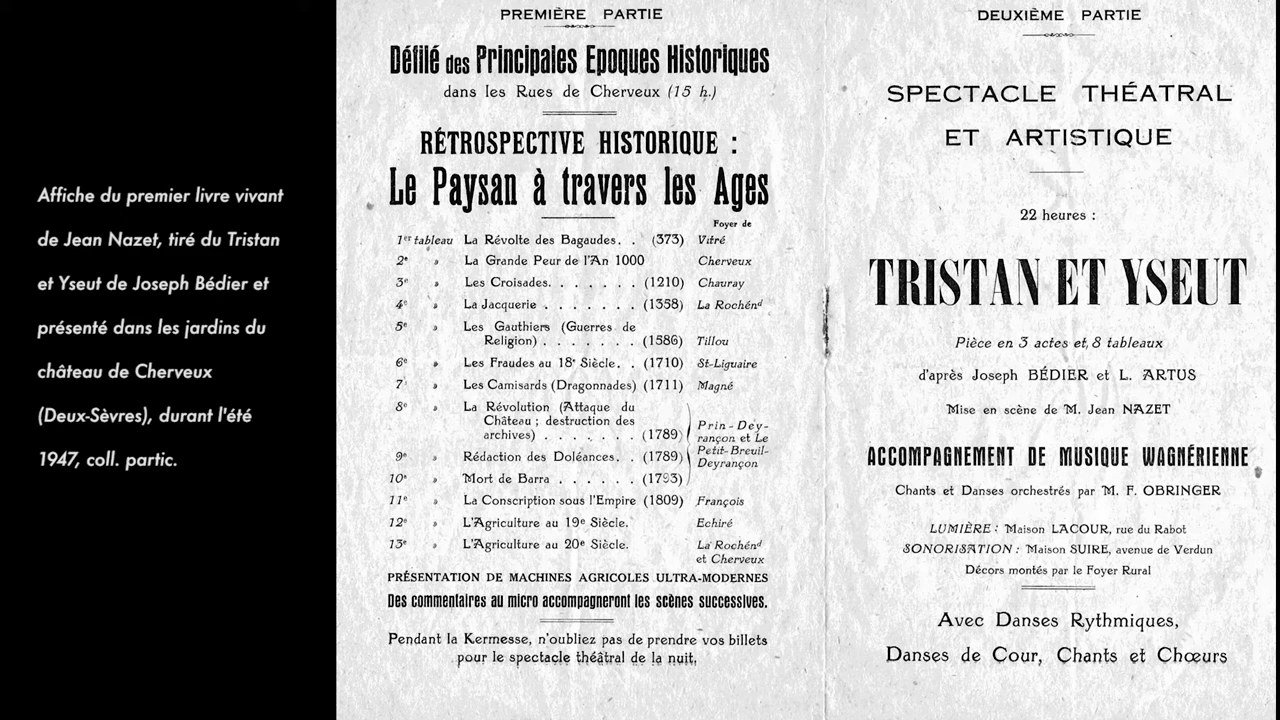 Affiche du premier livre vivant
de Jean Nazet, tiré du Tristan
et Yseut de Joseph Bédier et
présenté dans les jardins du
château de Cherveux
(Deux-Sèvres), durant l'été
1947, coll. partic.
PREMIÈRE PARTIE
Défilé des Principales Epoques Historiques
dans les Rues de Cherveux (15 h.)
RÉTROSPECTIVE HISTORIQUE :
Le Paysan à travers les Ages
Foyer de
1er tableau La Révolte des Bagaudes. . (373) Vitré
2e » La Grande Peur de l'An 1000 Cherveux
3e » Les Croisades. . . . . . (1210) Chauray
4e » La Jacquerie . . . . . . (1358) La Rochénd
5e » Les Gauthiers (Guerres de
Religion) . . . . . . . (1586) Tillou
6e » Les Fraudes au 18e Siècle. . (1710) St-Liguaire
7e » Les Camisards (Dragonnades) (1711) Magné
8e » La Révolution (Attaque du
Château ; destruction des
archives) . . . . . . . (1789)
9e » Rédaction des Doléances. . (1789)
10e » Mort de Barra . . . . . . (1793)
Prin-Dey-
rançon et Le
Petit-Breuil-
Deyrançon
11e » La Conscription sous l'Empire (1809) François
12e » L'Agriculture au 19e Siècle. Echiré
13e » L'Agriculture au 20e Siècle. La Rochénd
et Cherveux
PRÉSENTATION DE MACHINES AGRICOLES ULTRA-MODERNES
Des commentaires au micro accompagneront les scènes successives.
Pendant la Kermesse, n'oubliez pas de prendre vos billets
pour le spectacle théâtral de la nuit.
DEUXIÈME PARTIE
SPECTACLE THÉATRAL
ET ARTISTIQUE
22 heures :
TRISTAN ET YSEUT
Pièce en 3 actes et 8 tableaux
d'après Joseph BÉDIER et L. ARTUS
Mise en scène de M. Jean NAZET
ACCOMPAGNEMENT DE MUSIQUE WAGNÉRIENNE
Chants et Danses orchestrés par M. F. OBRINGER
LUMIÈRE : Maison LACOUR, rue du Rabot
SONORISATION : Maison SUIRE, avenue de Verdun
Décors montés par le Foyer Rural
Avec Danses Rythmiques,
Danses de Cour, Chants et Chœurs